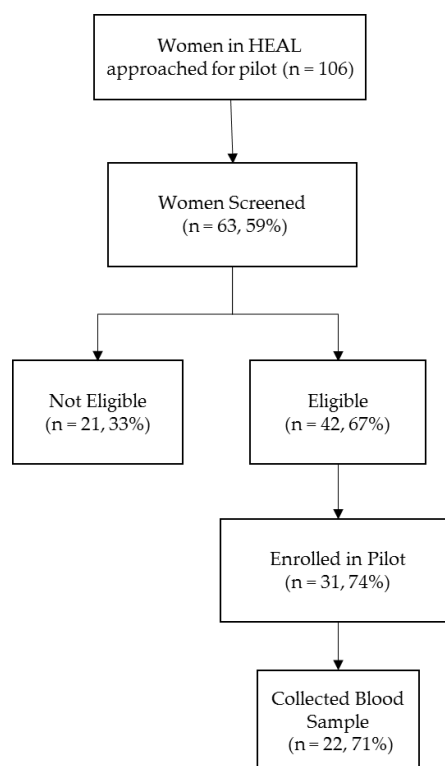 Women in HEAL
approached for pilot (n = 106)
Women Screened
(n = 63, 59%)
Not Eligible
(n = 21, 33%)
Eligible
(n = 42, 67%)
Enrolled in Pilot
(n = 31, 74%)
Collected Blood
Sample
(n = 22, 71%)